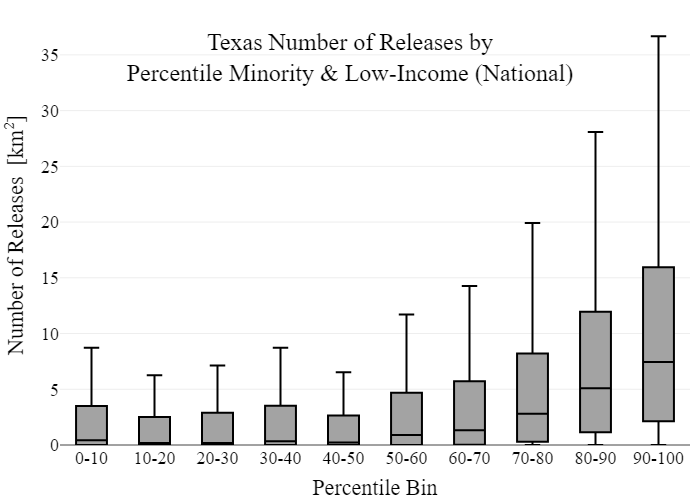 Texas Number of Releases by
Percentile Minority & Low-Income (National)
Number of Releases [km²]
35
30
25
20
15
10
5
0
0-10 10-20 20-30 30-40 40-50 50-60 60-70 70-80 80-90 90-100
Percentile Bin